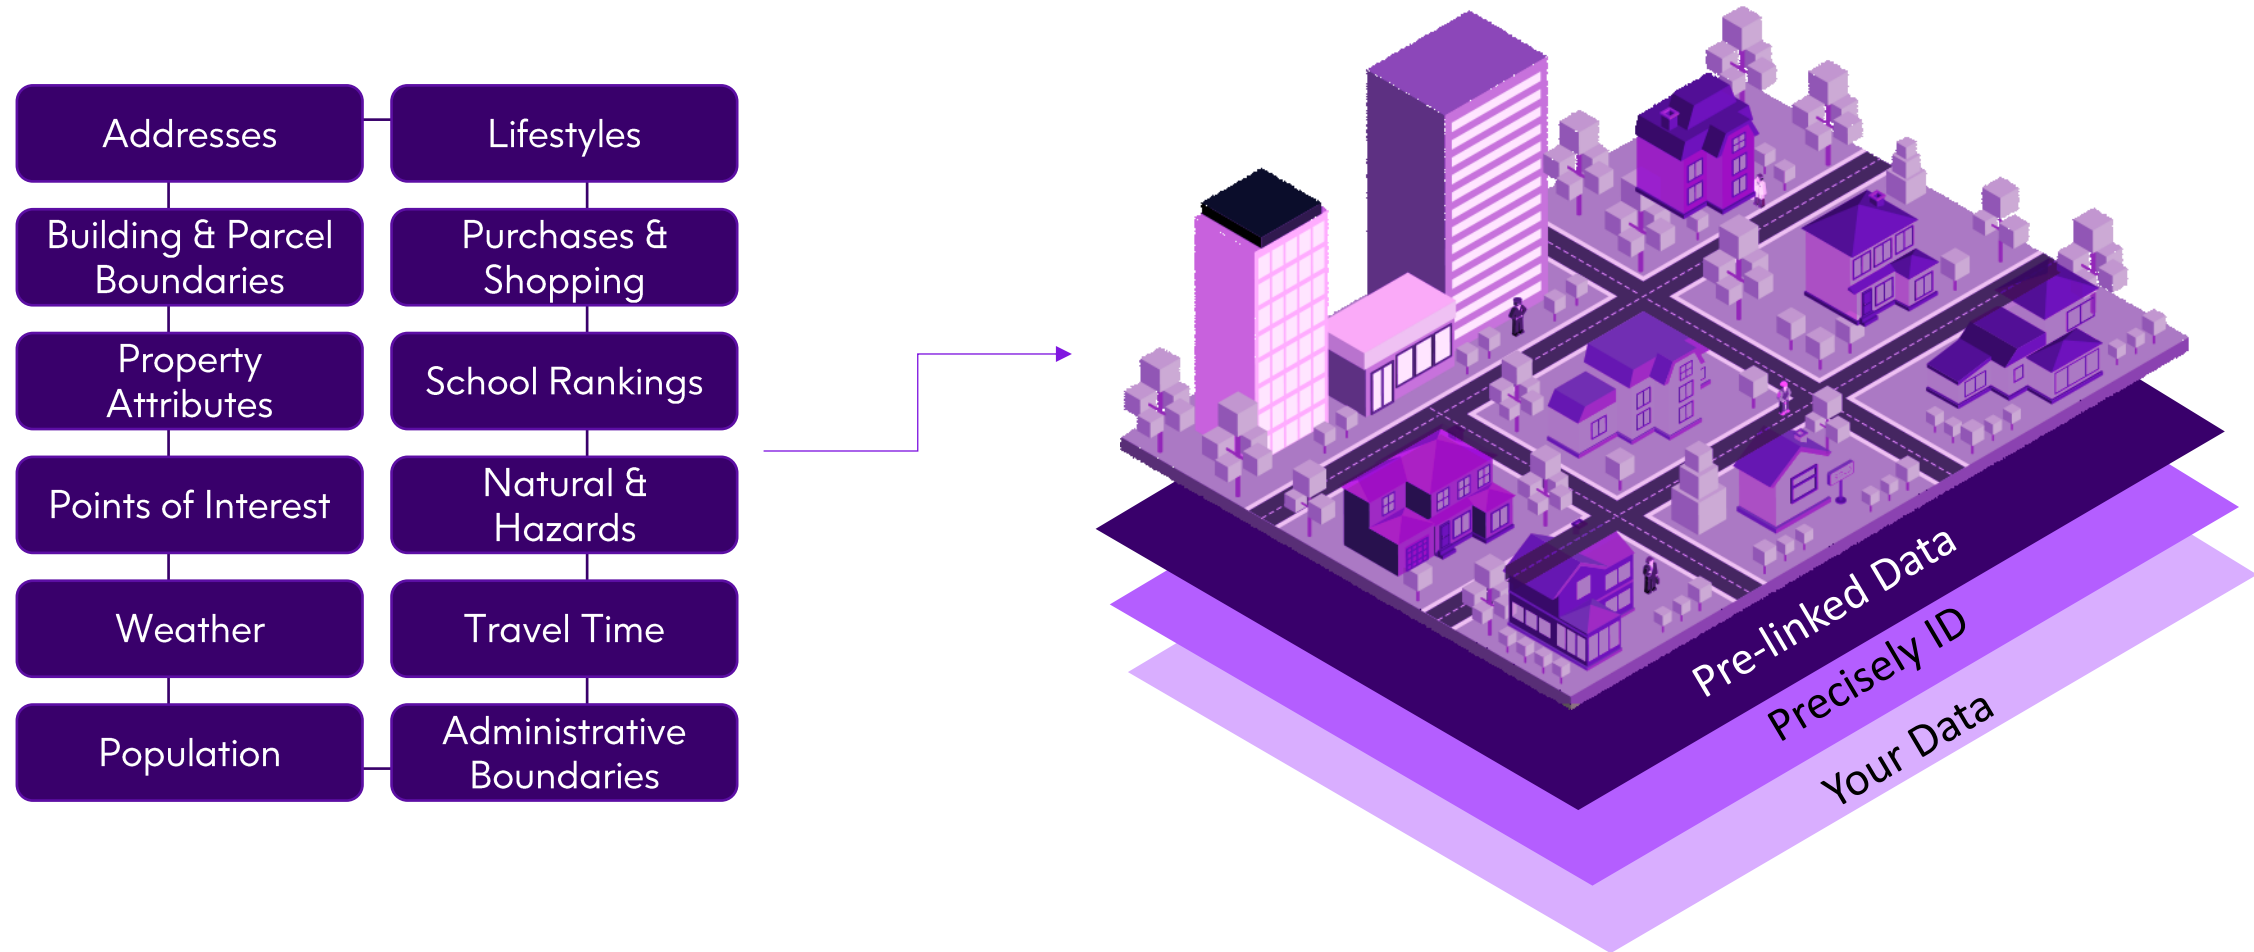 Addresses
Building & Parcel
Boundaries
Property
Attributes
Points of Interest
Weather
Population
Lifestyles
Purchases &
Shopping
School Rankings
Natural &
Hazards
Travel Time
Administrative
Boundaries
Pre-linked Data
Precisely ID
Your Data